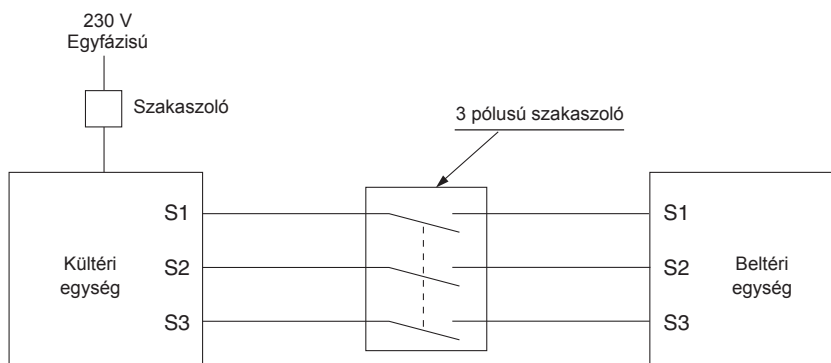 230 V
Egyfázisú
Szakaszoló
3 pólusú szakaszoló
S1
S1
Kültéri
egység
S2
S2
Beltéri
egység
S3
S3